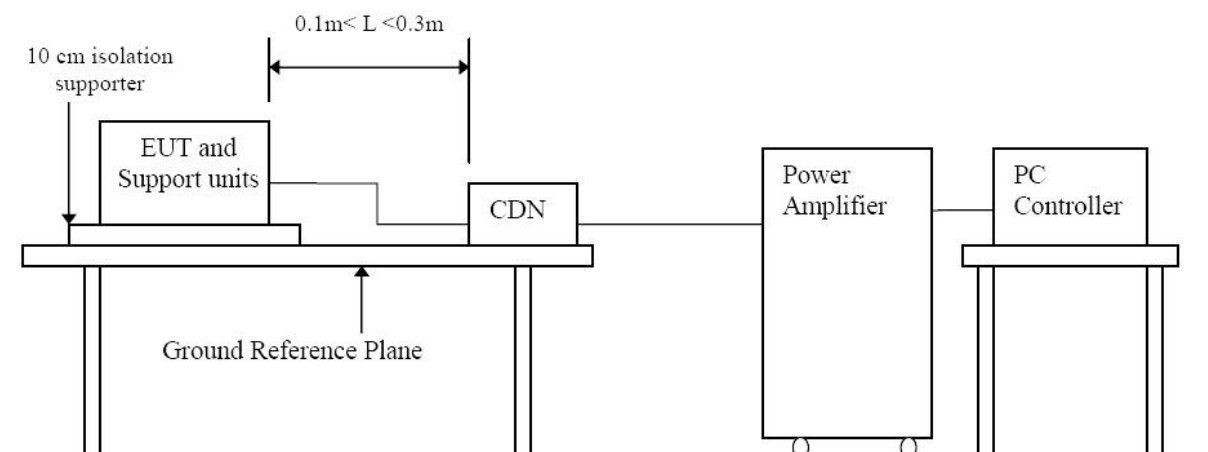 0.1m< L <0.3m
10 cm isolation
supporter
EUT and
Support units
CDN
Power
Amplifier
PC
Controller
Ground Reference Plane